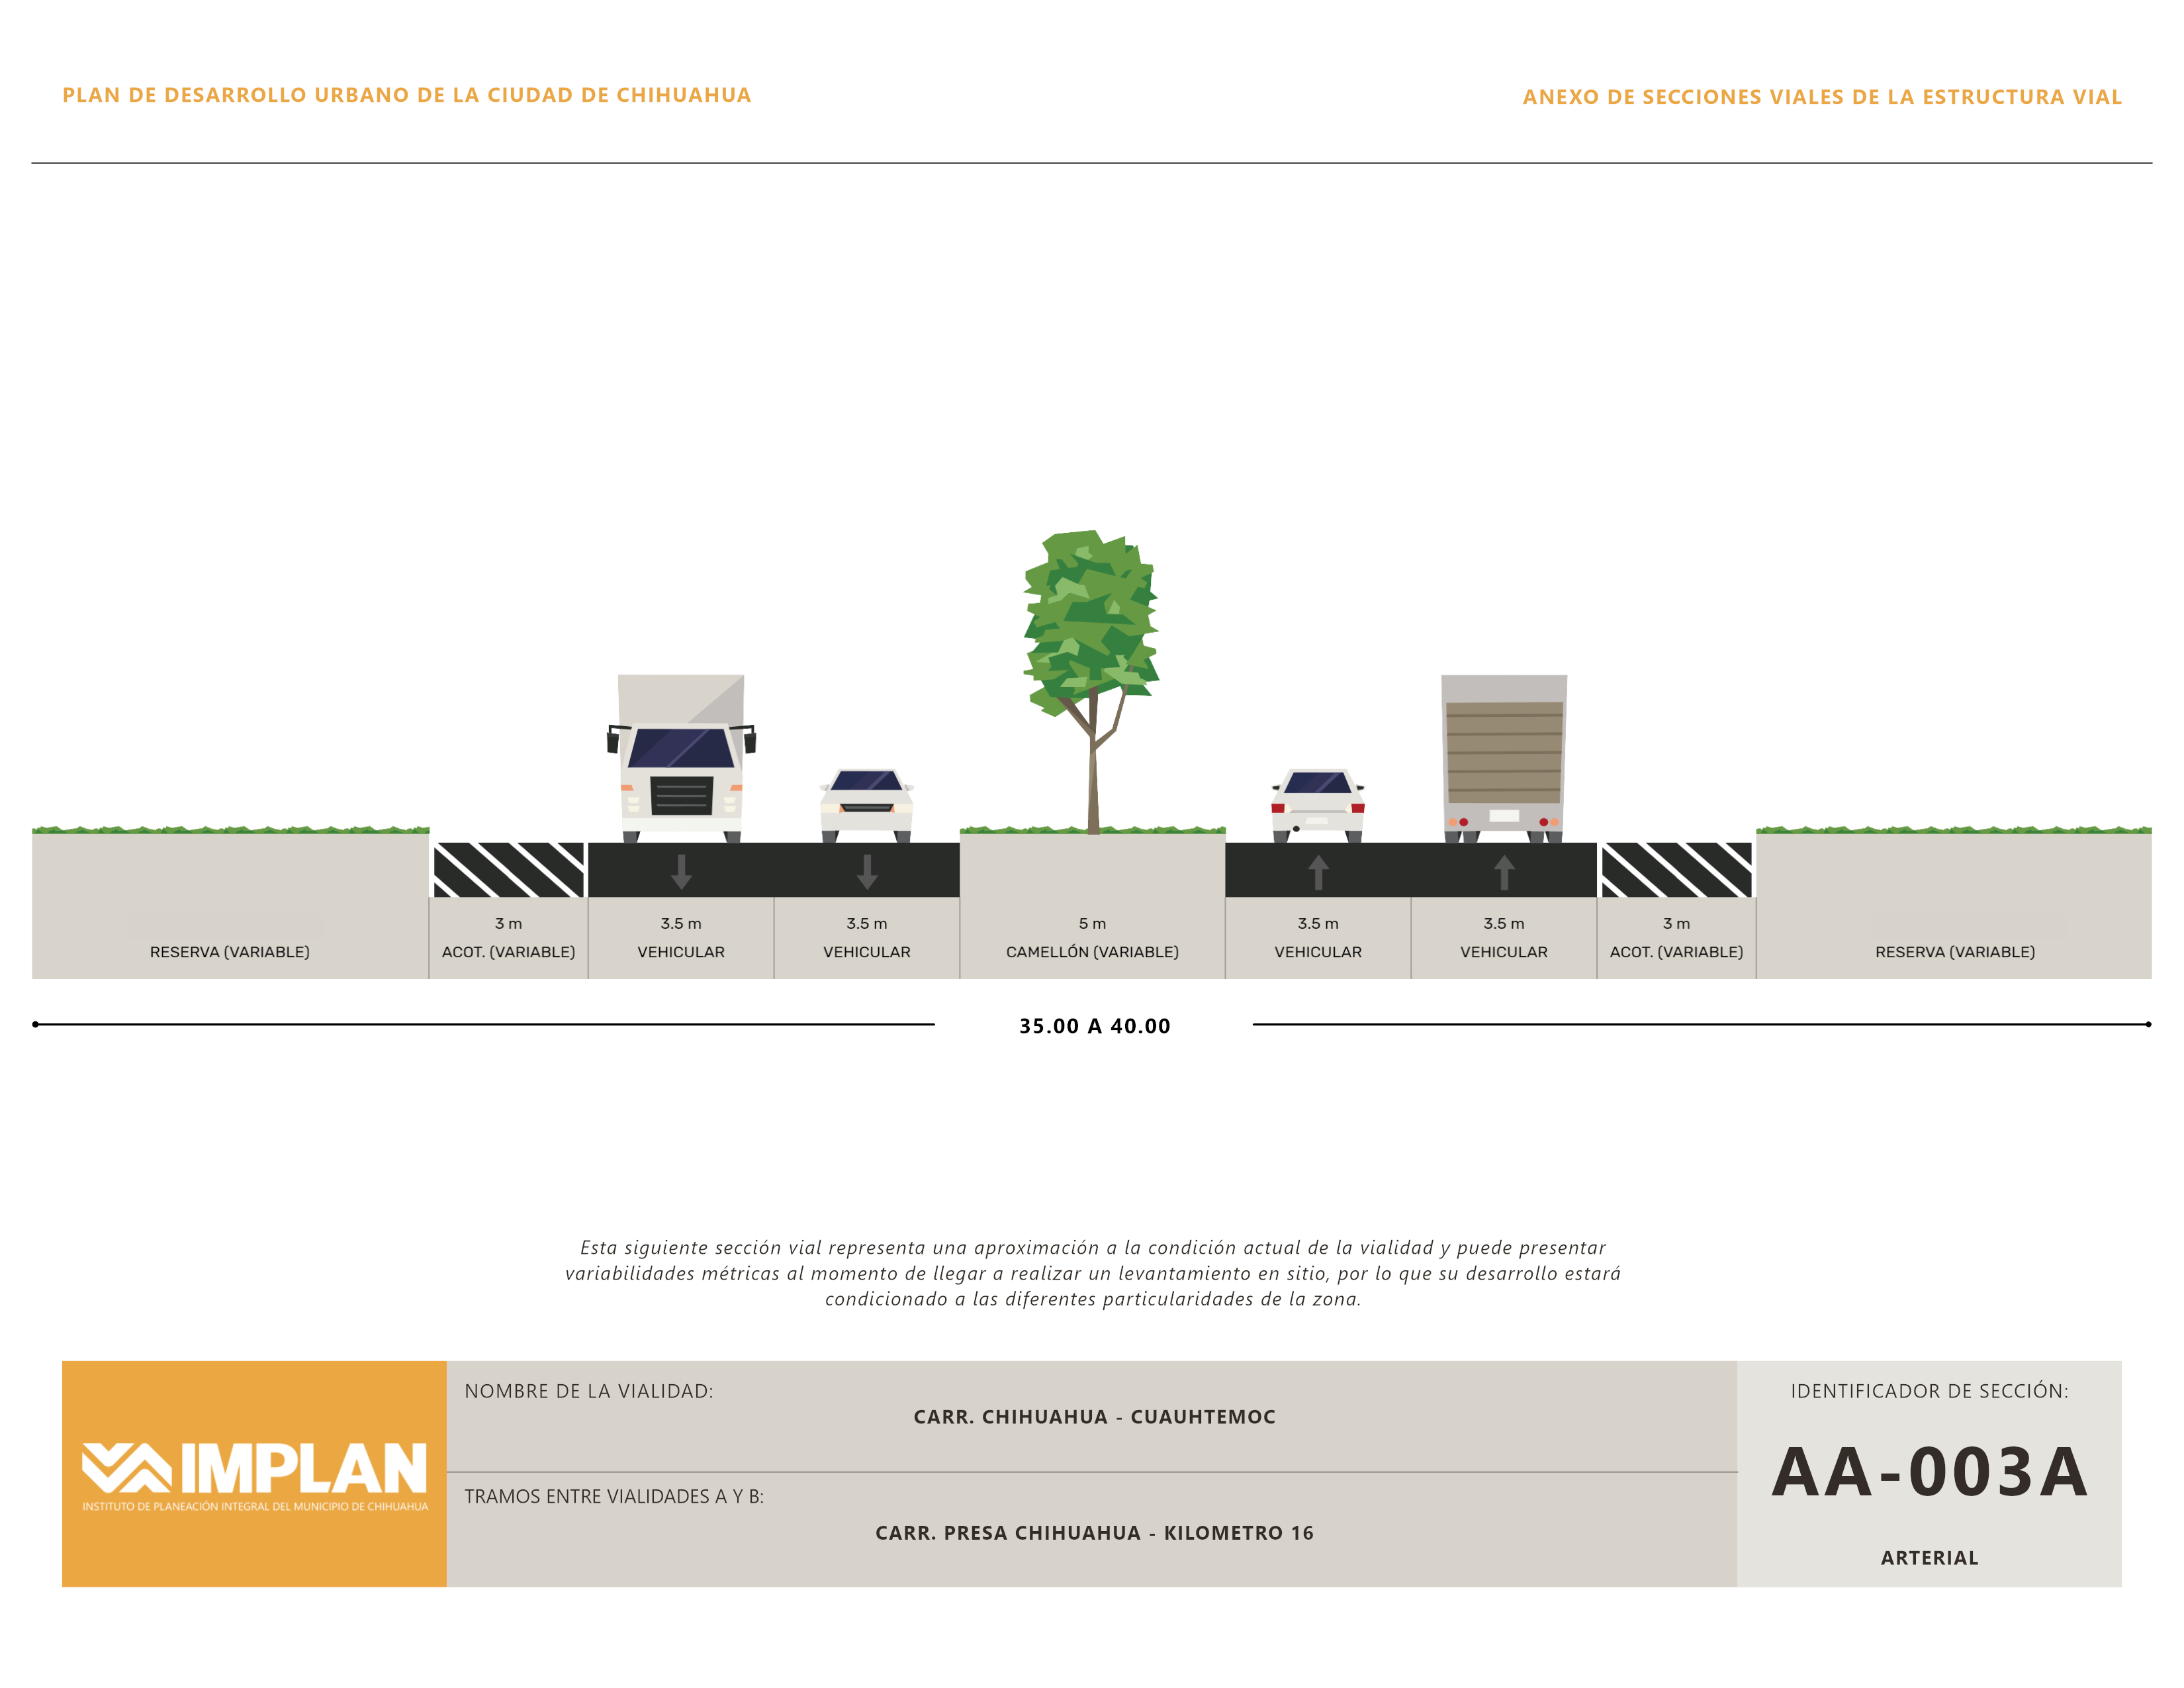 PLAN DE DESARROLLO URBANO DE LA CIUDAD DE CHIHUAHUA
ANEXO DE SECCIONES VIALES DE LA ESTRUCTURA VIAL
3 m
3.5 m
3.5 m
5 m
3.5 m
3.5 m
3 m
RESERVA (VARIABLE)
ACOT. (VARIABLE)
VEHICULAR
VEHICULAR
CAMELLÓN (VARIABLE)
VEHICULAR
VEHICULAR
ACOT. (VARIABLE)
RESERVA (VARIABLE)
35.00 A 40.00
Esta siguiente sección vial representa una aproximación a la condición actual de la vialidad y puede presentar
variabilidades métricas al momento de llegar a realizar un levantamiento en sitio, por lo que su desarrollo estará
condicionado a las diferentes particularidades de la zona.
IMPLAN
INSTITUTO DE PLANEACIÓN INTEGRAL DEL MUNICIPIO DE CHIHUAHUA
NOMBRE DE LA VIALIDAD:
CARR. CHIHUAHUA - CUAUHTEMOC
TRAMOS ENTRE VIALIDADES A Y B:
CARR. PRESA CHIHUAHUA - KILOMETRO 16
IDENTIFICADOR DE SECCIÓN:
AA-003A
ARTERIAL